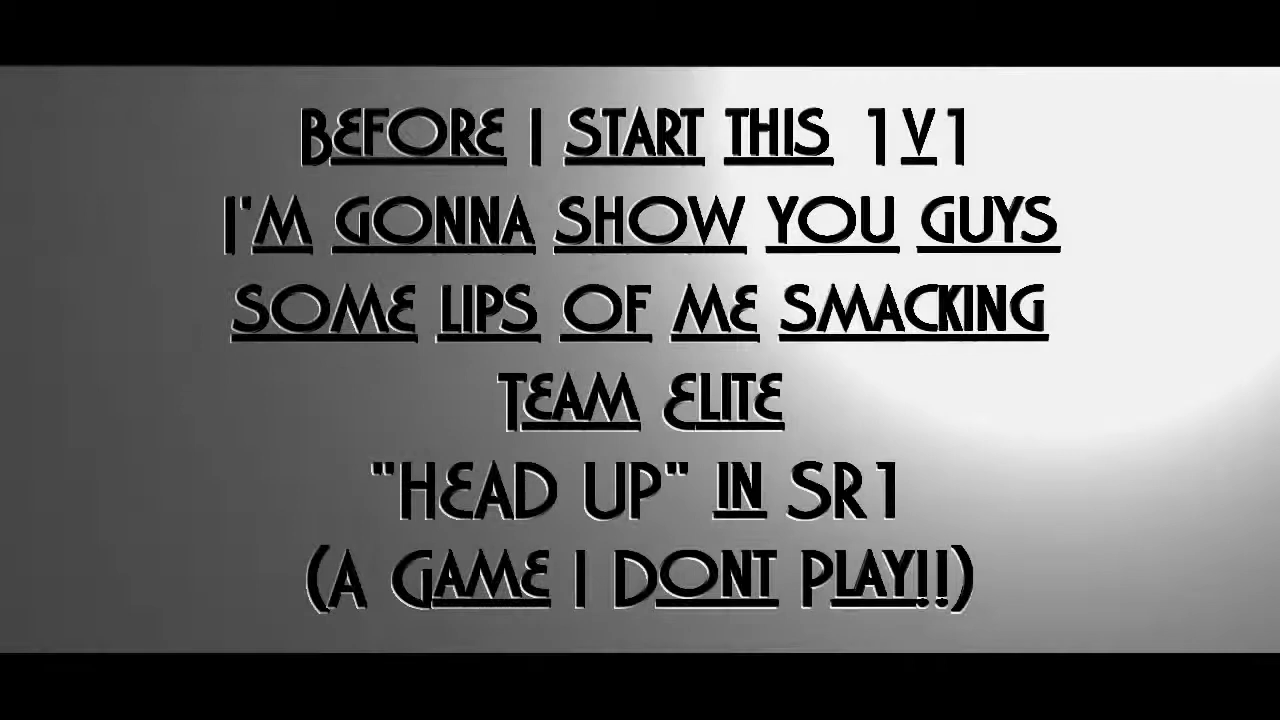 Before I start this 1v1
I'm gonna show you guys
some lips of me smacking
Team Elite
"HEAD UP" in SR1
(A Game I Dont Play!!)